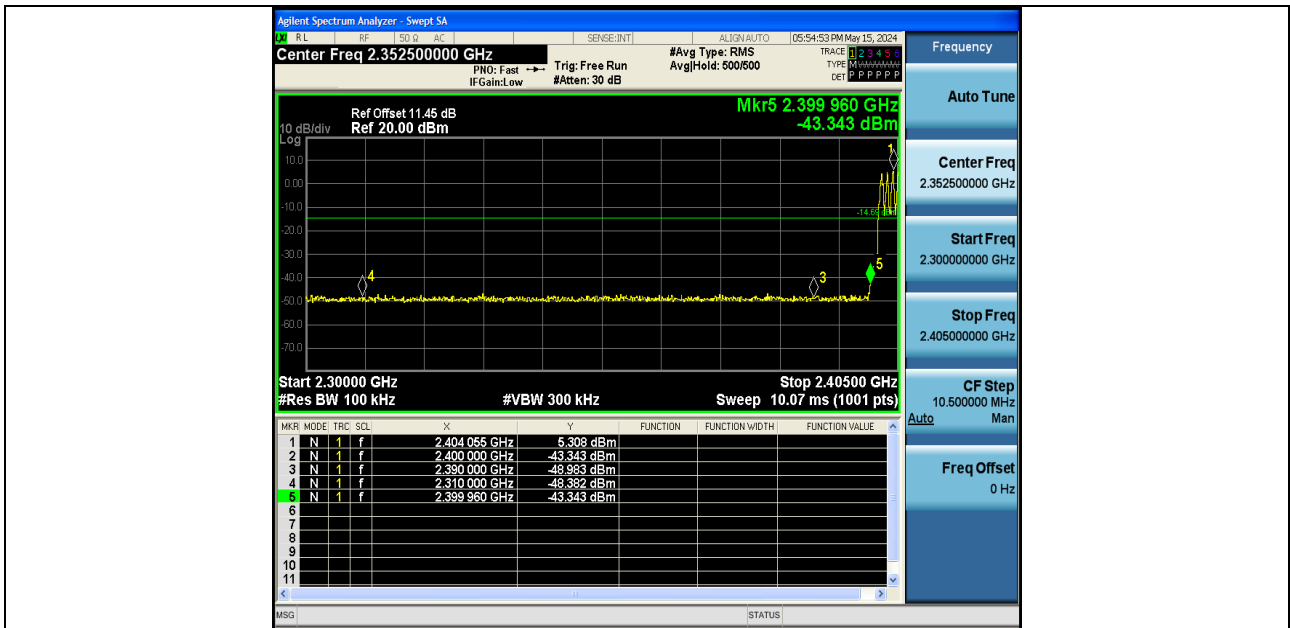 Agilent Spectrum Analyzer - Swept SA
RL RF 50 Ω AC SENSE:INT ALIGN AUTO 05:54:53 PM May 15, 2024
Center Freq 2.352500000 GHz
PNO: Fast
IFGain:Low
Trig: Free Run
#Atten: 30 dB
#Avg Type: RMS
Avg|Hold: 500/500
TRACE 1 2 3 4 5 6
TYPE M
DET P P P P P P
Mkr5 2.399 960 GHz
-43.343 dBm
Ref Offset 11.45 dB
10 dB/div Ref 20.00 dBm
Log
10.0
0.00
-10.0
-20.0
-30.0
-40.0
-50.0
-60.0
-70.0
1
4
3
5
Start 2.30000 GHz Stop 2.40500 GHz
#Res BW 100 kHz #VBW 300 kHz Sweep 10.07 ms (1001 pts)
MKR MODE TRC SCL X Y FUNCTION FUNCTION WIDTH FUNCTION VALUE
1 N 1 f 2.404 055 GHz 5.308 dBm
2 N 1 f 2.400 000 GHz -43.343 dBm
3 N 1 f 2.390 000 GHz -48.983 dBm
4 N 1 f 2.310 000 GHz -48.382 dBm
5 N 1 f 2.399 960 GHz -43.343 dBm
6
7
8
9
10
11
MSG STATUS
Frequency
Auto Tune
Center Freq
2.352500000 GHz
Start Freq
2.300000000 GHz
Stop Freq
2.405000000 GHz
CF Step
10.500000 MHz
Auto Man
Freq Offset
0 Hz